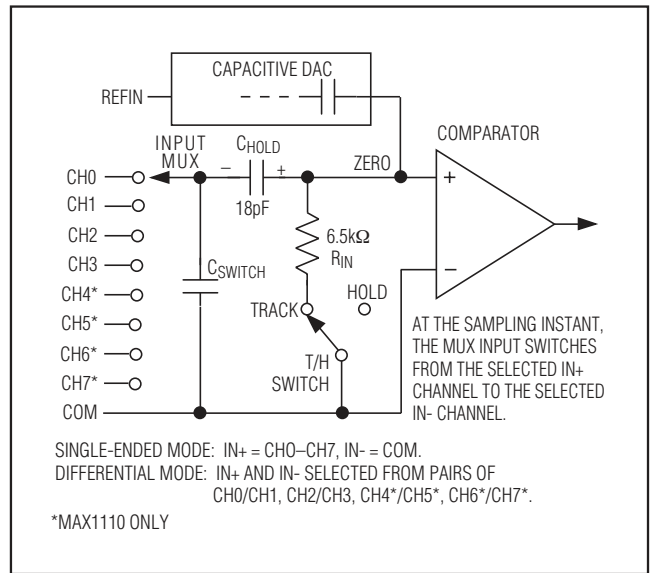 CAPACITIVE DAC
REFIN
COMPARATOR
INPUT
MUX
CHOLD
ZERO
− +
18pF
+
CH0
CH1
CH2
CH3
CH4*
CH5*
CH6*
CH7*
COM
CSWITCH
6.5kΩ
RIN
−
TRACK
HOLD
T/H
SWITCH
AT THE SAMPLING INSTANT,
THE MUX INPUT SWITCHES
FROM THE SELECTED IN+
CHANNEL TO THE SELECTED
IN- CHANNEL.
SINGLE-ENDED MODE: IN+ = CHO–CH7, IN- = COM.
DIFFERENTIAL MODE: IN+ AND IN- SELECTED FROM PAIRS OF
CH0/CH1, CH2/CH3, CH4*/CH5*, CH6*/CH7*.
*MAX1110 ONLY